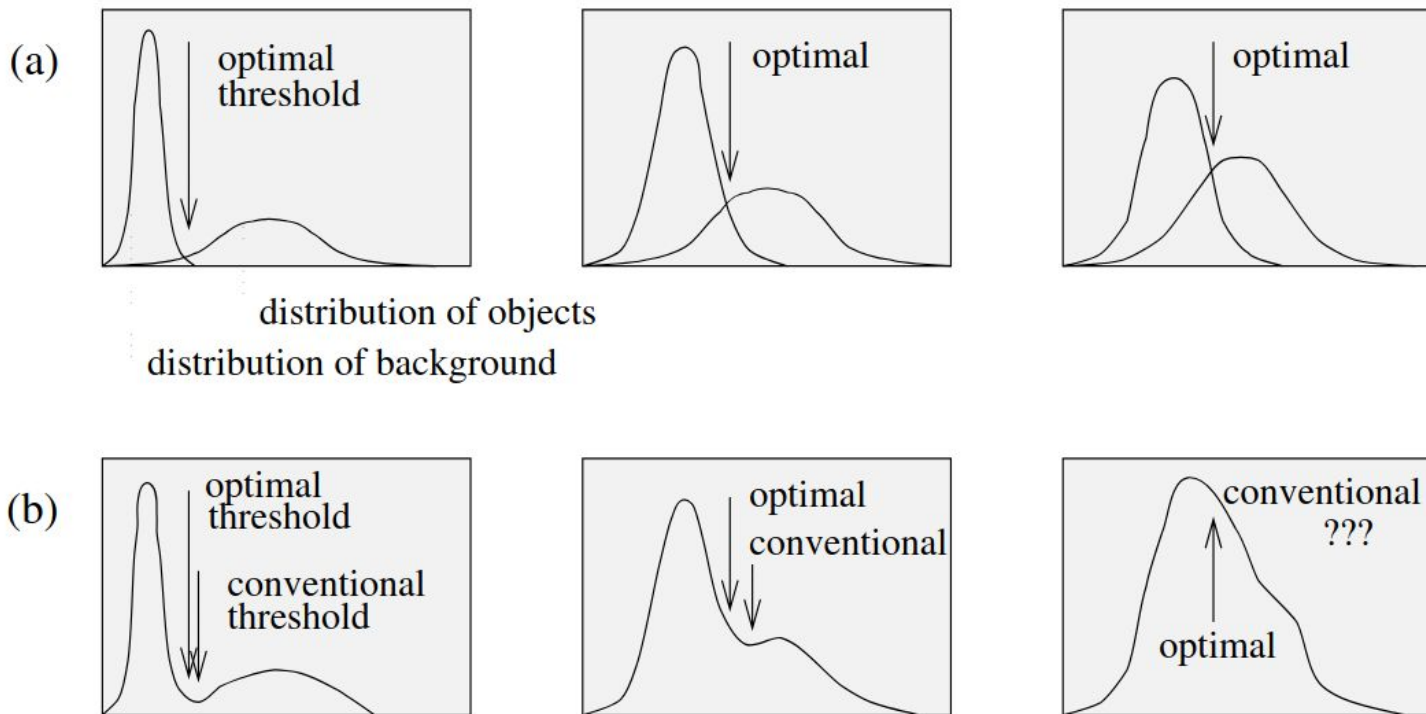 (a)
optimal
threshold
optimal
optimal
distribution of objects
distribution of background
(b)
optimal
threshold
conventional
threshold
optimal
conventional
conventional
???
optimal